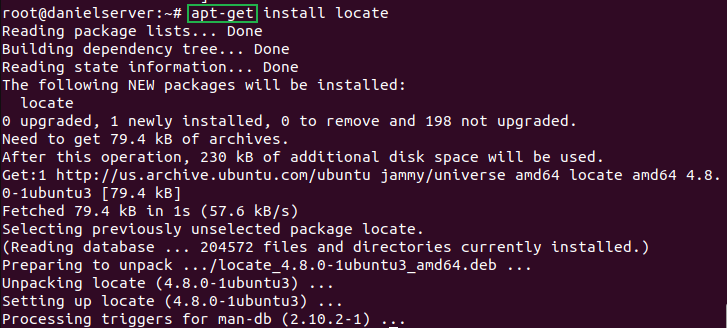 root@danielserver:~# apt-get install locate
Reading package lists... Done
Building dependency tree... Done
Reading state information... Done
The following NEW packages will be installed:
  locate
0 upgraded, 1 newly installed, 0 to remove and 198 not upgraded.
Need to get 79.4 kB of archives.
After this operation, 230 kB of additional disk space will be used.
Get:1 http://us.archive.ubuntu.com/ubuntu jammy/universe amd64 locate amd64 4.8.
0-1ubuntu3 [79.4 kB]
Fetched 79.4 kB in 1s (57.6 kB/s)
Selecting previously unselected package locate.
(Reading database ... 204572 files and directories currently installed.)
Preparing to unpack .../locate_4.8.0-1ubuntu3_amd64.deb ...
Unpacking locate (4.8.0-1ubuntu3) ...
Setting up locate (4.8.0-1ubuntu3) ...
Processing triggers for man-db (2.10.2-1) ...